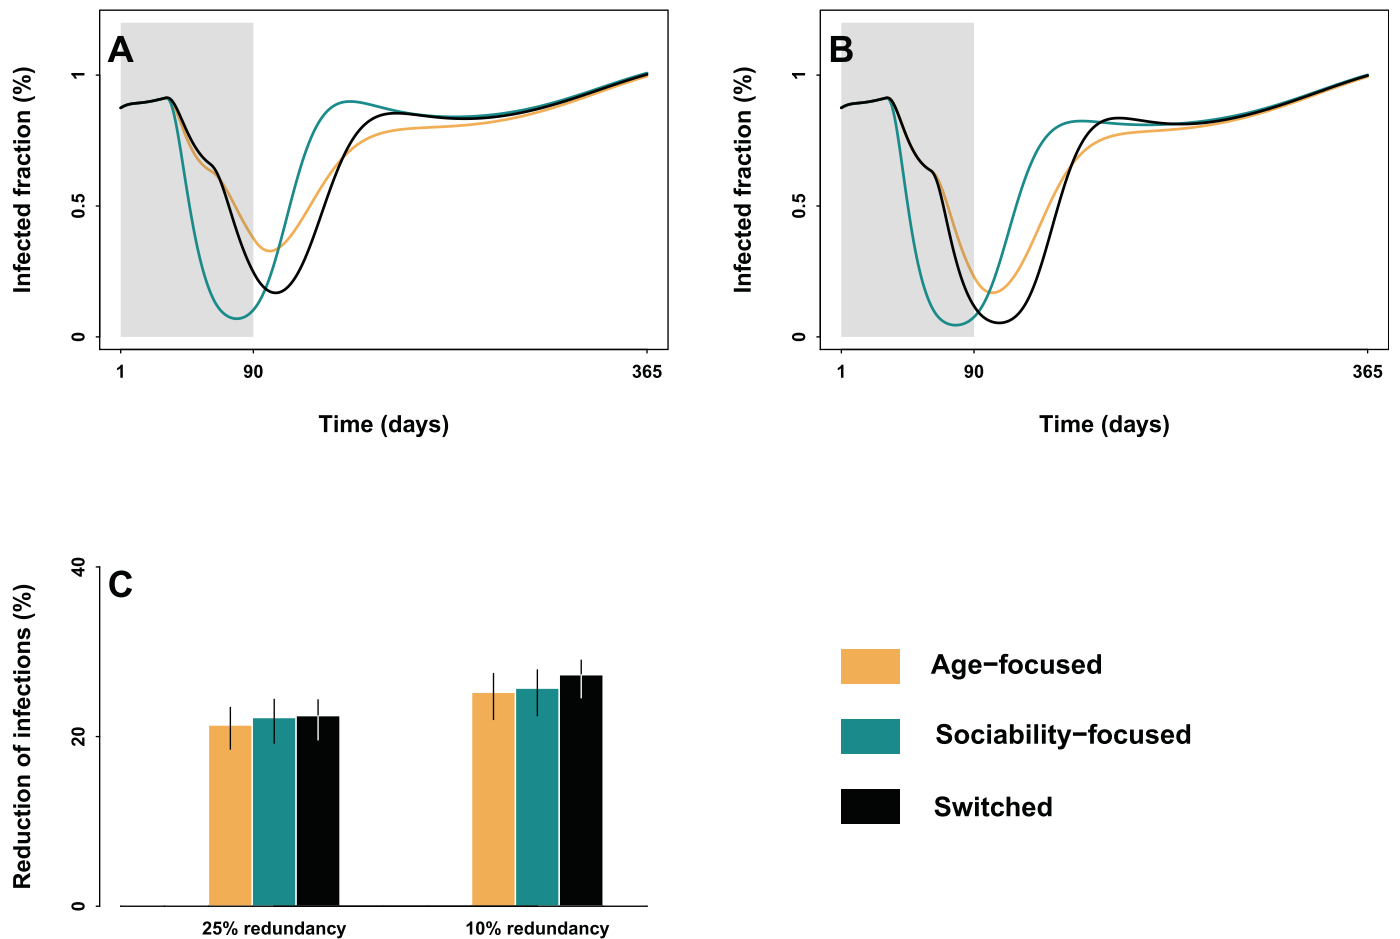 A
Infected fraction (%)
1
0.5
0
1
90
365
Time (days)
B
Infected fraction (%)
1
0.5
0
1
90
365
Time (days)
C
Reduction of infections (%)
40
20
0
25% redundancy
10% redundancy
Age−focused
Sociability−focused
Switched